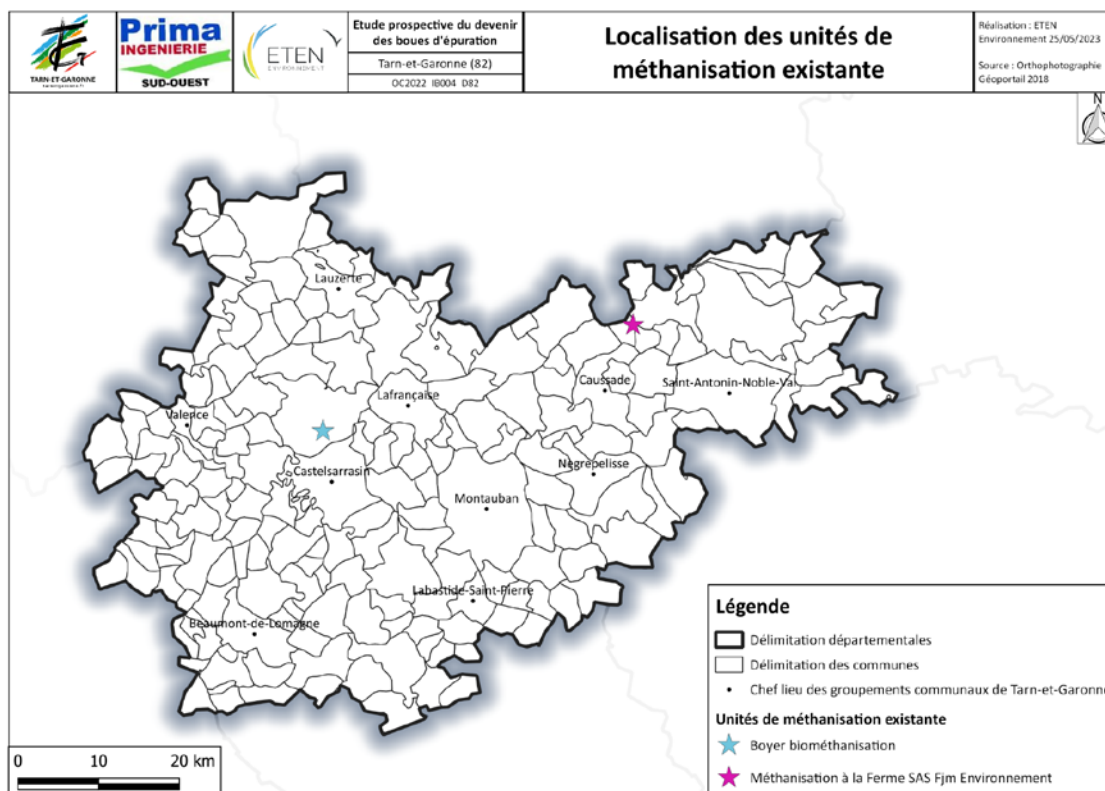 TARN-ET-GARONNE
Prima
INGENIERIE
SUD-OUEST
ETEN
ENVIRONNEMENT
Etude prospective du devenir
des boues d'épuration
Tarn-et-Garonne (82)
OC2022_IB004_D82
Localisation des unités de
méthanisation existante
Réalisation : ETEN
Environnement 25/05/2023
Source : Orthophotographie
Géoportail 2018
N
Lauzerte
Caussade
Saint-Antonin-Noble-Val
Lafrançaise
Valence
Castelsarrasin
Nègrepelisse
Montauban
Labastide-Saint-Pierre
Beaumont-de-Lomagne
Légende
Délimitation départementales
Délimitation des communes
Chef lieu des groupements communaux de Tarn-et-Garonne
Unités de méthanisation existante
Boyer biométhanisation
Méthanisation à la Ferme SAS Fjm Environnement
0 10 20 km